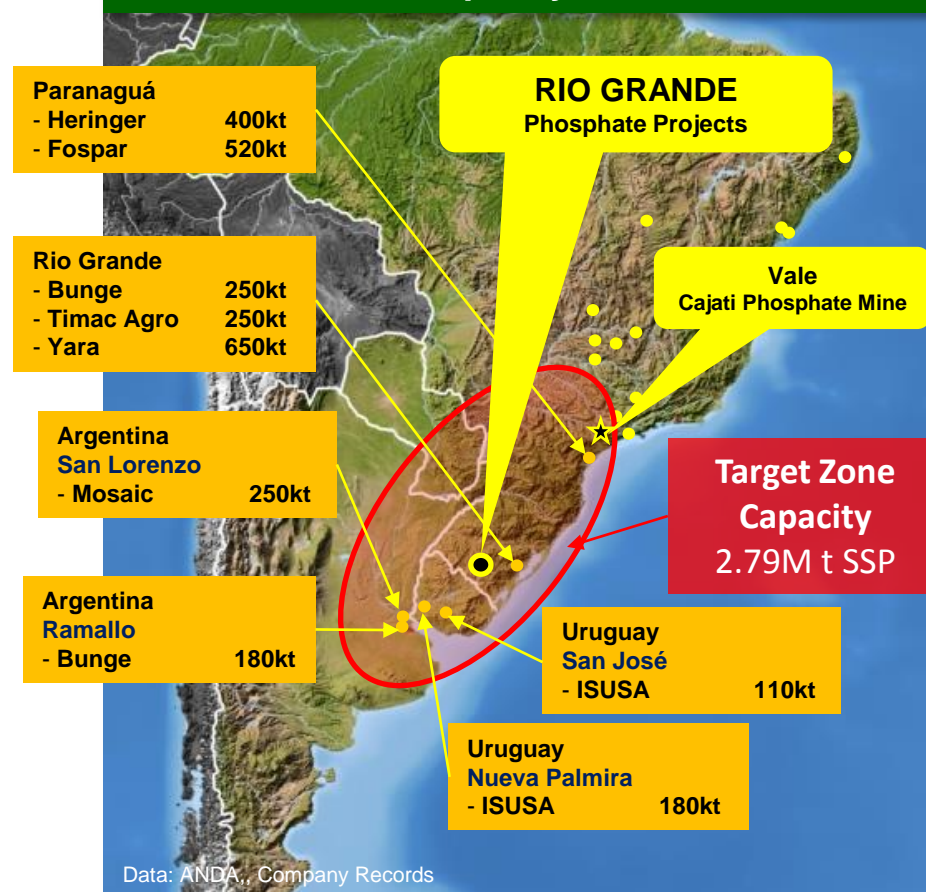 Paranaguá
- Heringer 400kt
- Fospar 520kt
RIO GRANDE
Phosphate Projects
Rio Grande
- Bunge 250kt
- Timac Agro 250kt
- Yara 650kt
Vale
Cajati Phosphate Mine
Argentina
San Lorenzo
- Mosaic 250kt
Target Zone
Capacity
2.79M t SSP
Argentina
Ramallo
- Bunge 180kt
Uruguay
San José
- ISUSA 110kt
Uruguay
Nueva Palmira
- ISUSA 180kt
Data: ANDA,, Company Records